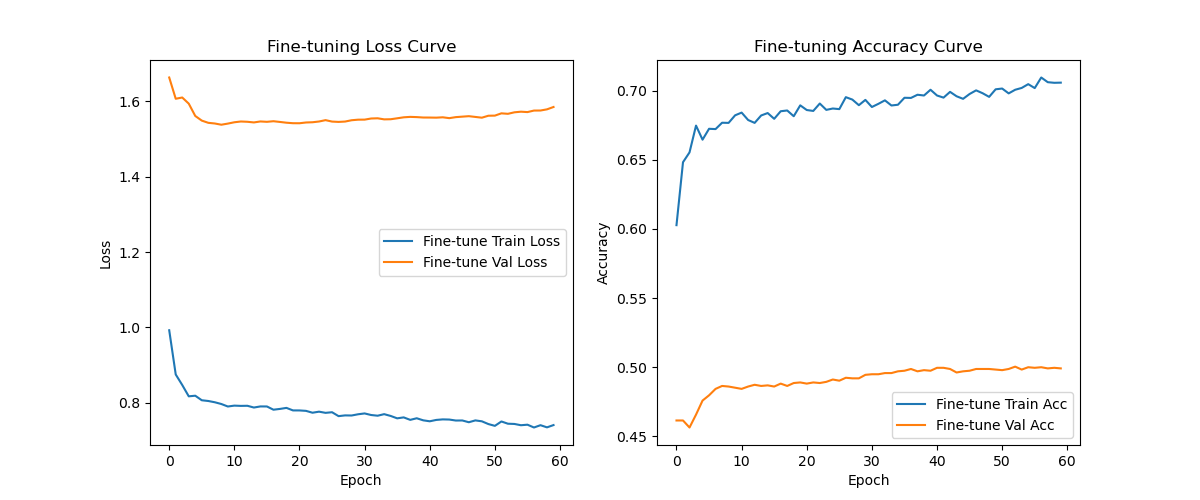 Fine-tuning Loss Curve
Loss
1.6
1.4
1.2
1.0
0.8
Fine-tune Train Loss
Fine-tune Val Loss
0 10 20 30 40 50 60
Epoch
Fine-tuning Accuracy Curve
Accuracy
0.70
0.65
0.60
0.55
0.50
0.45
Fine-tune Train Acc
Fine-tune Val Acc
0 10 20 30 40 50 60
Epoch